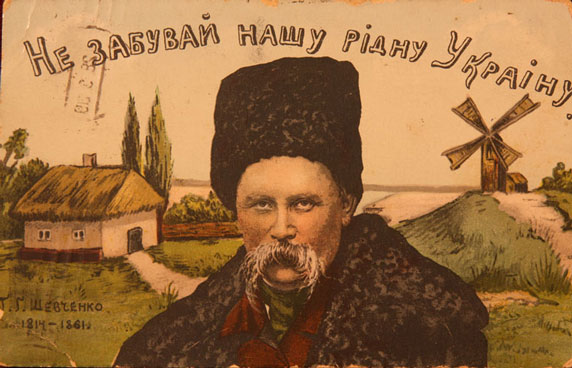 Не забувай нашу рідну Україну.
Т. Г. Шевченко
1814–1861.